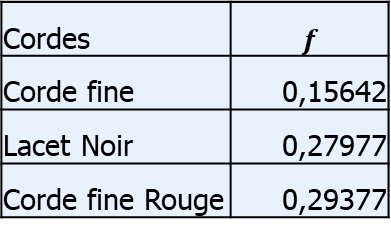 Cordes f
Corde fine 0,15642
Lacet Noir 0,27977
Corde fine Rouge 0,29377